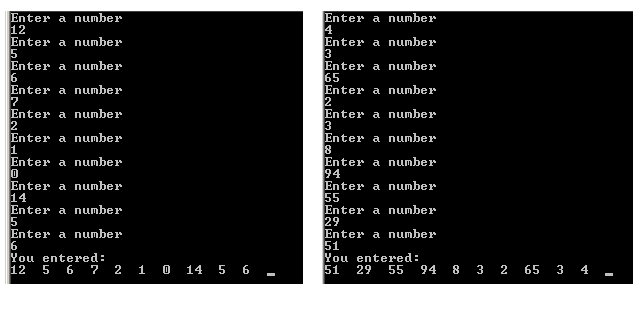 Enter a number
12
Enter a number
5
Enter a number
6
Enter a number
7
Enter a number
2
Enter a number
1
Enter a number
0
Enter a number
14
Enter a number
5
Enter a number
6
You entered:
12 5 6 7 2 1 0 14 5 6 _
Enter a number
4
Enter a number
3
Enter a number
65
Enter a number
2
Enter a number
3
Enter a number
8
Enter a number
94
Enter a number
55
Enter a number
29
Enter a number
51
You entered:
51 29 55 94 8 3 2 65 3 4 _